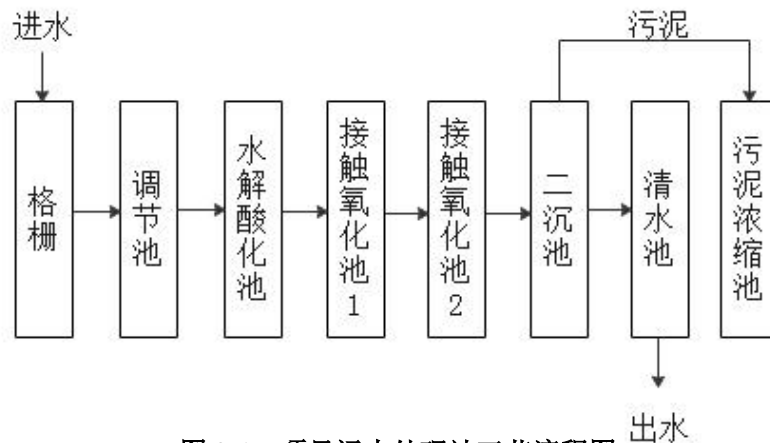 进水
污泥
格栅
调节池
水解酸化池
接触氧化池1
接触氧化池2
二沉池
清水池
污泥浓缩池
出水